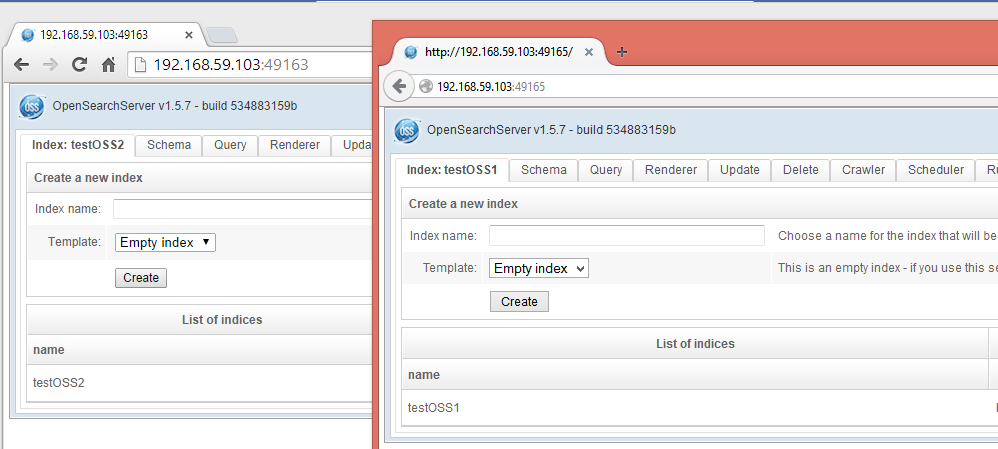 192.168.59.103:49163
192.168.59.103:49163
OSS OpenSearchServer v1.5.7 - build 534883159b
Index: testOSS2 Schema Query Renderer
Create a new index
Index name:
Template: Empty index
Create
List of indices
name
testOSS2
http://192.168.59.103:49165/
192.168.59.103:49165
OSS OpenSearchServer v1.5.7 - build 534883159b
Index: testOSS1 Schema Query Renderer Update Delete Crawler Scheduler
Create a new index
Index name: Choose a name for the index that will be
Template: Empty index This is an empty index - if you use this se
Create
List of indices
name
testOSS1